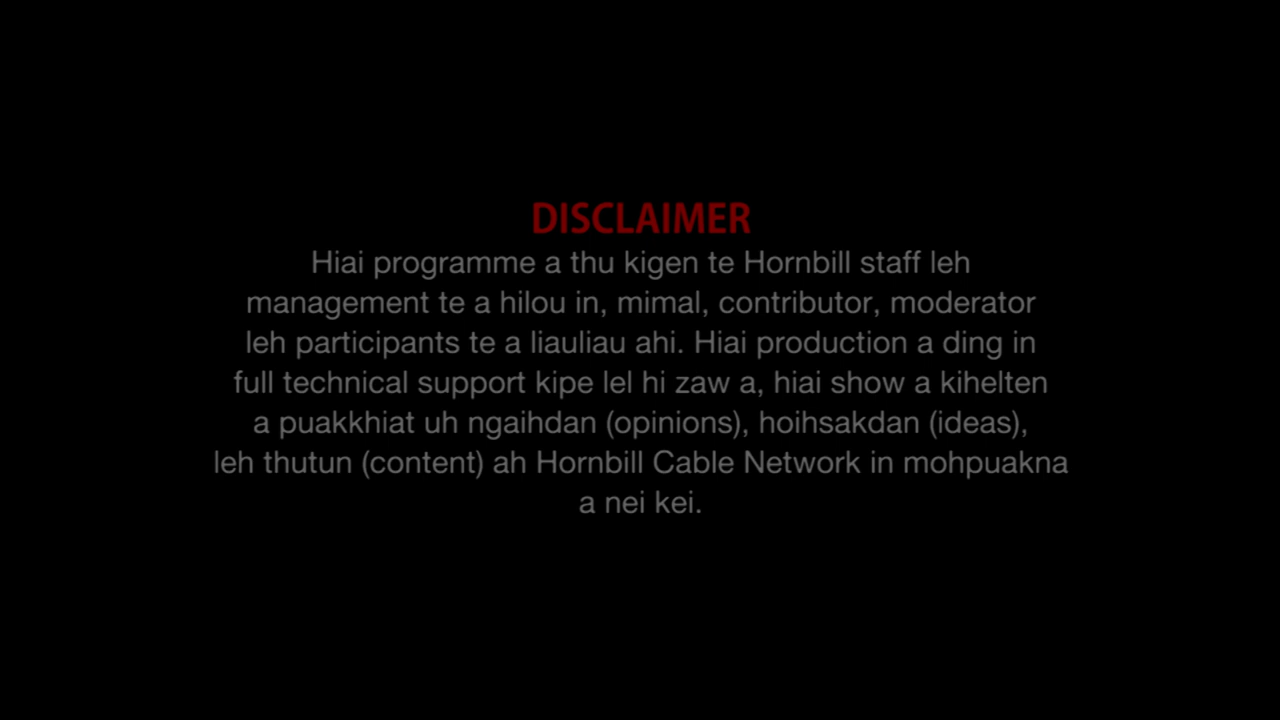 DISCLAIMER
Hiai programme a thu kigen te Hornbill staff leh
management te a hilou in, mimal, contributor, moderator
leh participants te a liauliau ahi. Hiai production a ding in
full technical support kipe lel hi zaw a, hiai show a kihelten
a puakkhiat uh ngaihdan (opinions), hoihsakdan (ideas),
leh thutun (content) ah Hornbill Cable Network in mohpuakna
a nei kei.